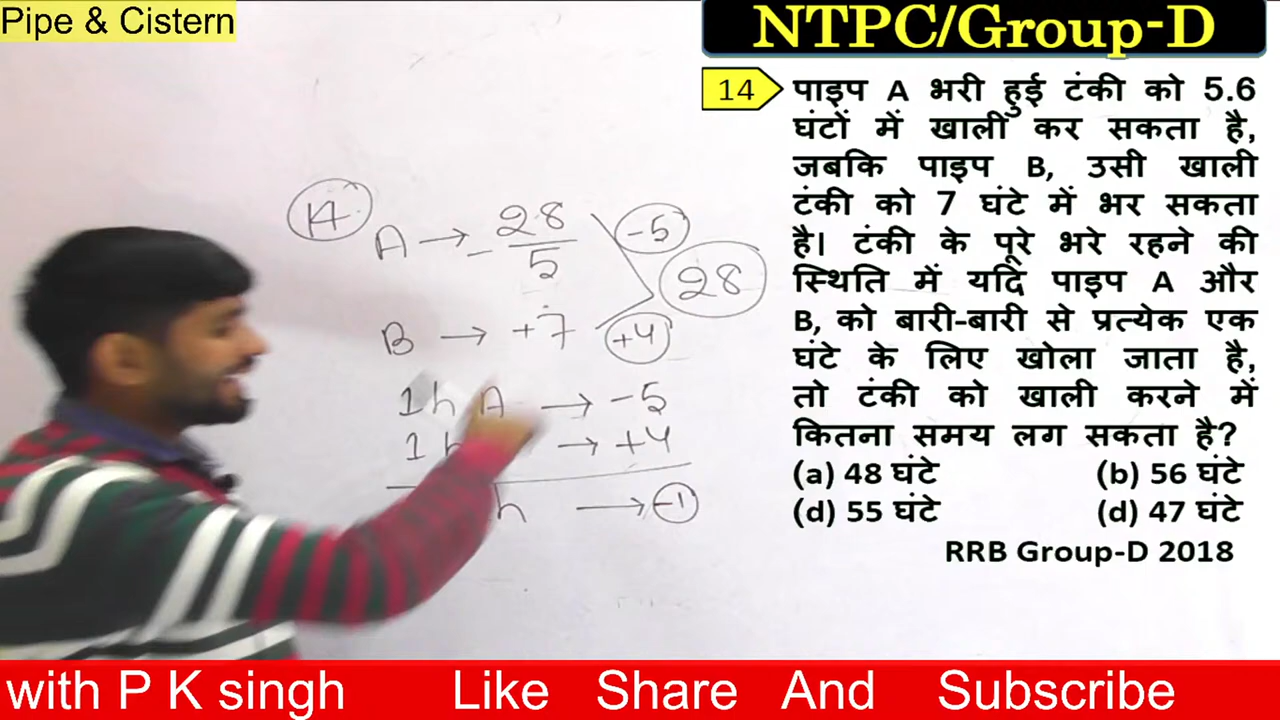 Pipe & Cistern
NTPC/Group-D
14
पाइप A भरी हुई टंकी को 5.6
घंटों में खाली कर सकता है,
जबकि पाइप B, उसी खाली
टंकी को 7 घंटे में भर सकता
है। टंकी के पूरे भरे रहने की
स्थिति में यदि पाइप A और
B, को बारी-बारी से प्रत्येक एक
घंटे के लिए खोला जाता है,
तो टंकी को खाली करने में
कितना समय लग सकता है?
(a) 48 घंटे (b) 56 घंटे
(d) 55 घंटे (d) 47 घंटे
RRB Group-D 2018
14
A → - 28/5 -5
28
B → +7 +4
1h A → -5
1h → +4
h → -1
with P K singh Like Share And Subscribe